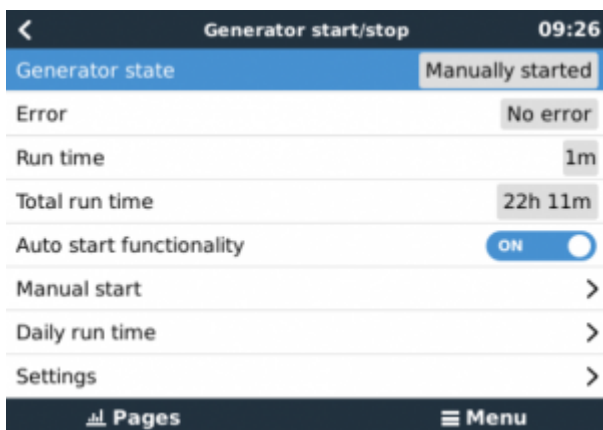 Generator start/stop 09:26
Generator state Manually started
Error No error
Run time 1m
Total run time 22h 11m
Auto start functionality ON
Manual start
Daily run time
Settings
Pages Menu